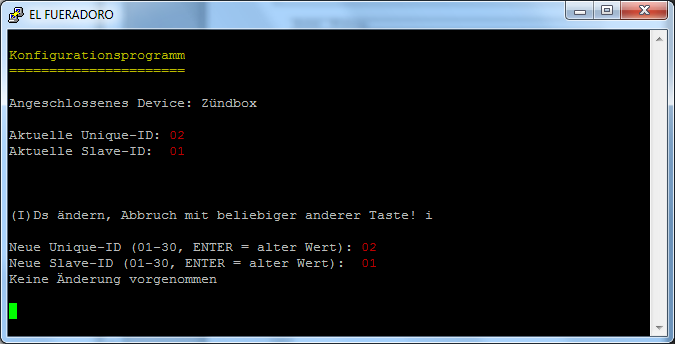 EL FUERADORO
Konfigurationsprogramm
======================
Angeschlossenes Device: Zündbox
Aktuelle Unique-ID: 02
Aktuelle Slave-ID:  01
(I)Ds ändern, Abbruch mit beliebiger anderer Taste! i
Neue Unique-ID (01-30, ENTER = alter Wert): 02
Neue Slave-ID (01-30, ENTER = alter Wert):  01
Keine Änderung vorgenommen